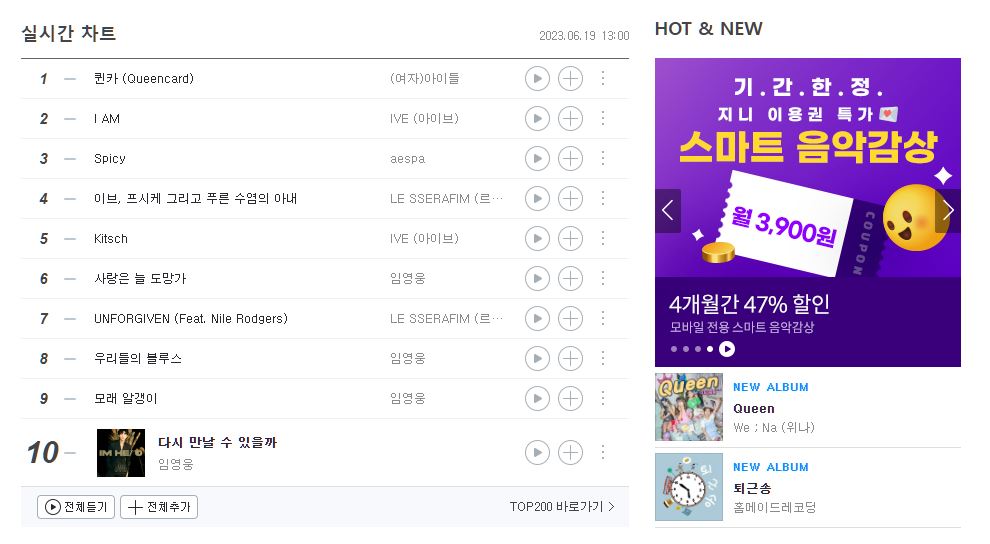 실시간 차트
2023.06.19 13:00
1 퀸카 (Queencard) (여자)아이들
2 I AM IVE (아이브)
3 Spicy aespa
4 이브, 프시케 그리고 푸른 수염의 아내 LE SSERAFIM (르…
5 Kitsch IVE (아이브)
6 사랑은 늘 도망가 임영웅
7 UNFORGIVEN (Feat. Nile Rodgers) LE SSERAFIM (르…
8 우리들의 블루스 임영웅
9 모래 알갱이 임영웅
10 IM HERO 다시 만날 수 있을까
임영웅
전체듣기 전체추가 TOP200 바로가기
HOT & NEW
기.간.한.정.
지니 이용권 특가
스마트 음악감상
월 3,900원
COUPON
4개월간 47% 할인
모바일 전용 스마트 음악감상
Queen
NEW ALBUM
Queen
We ; Na (위나)
NEW ALBUM
퇴근송
홈메이드레코딩